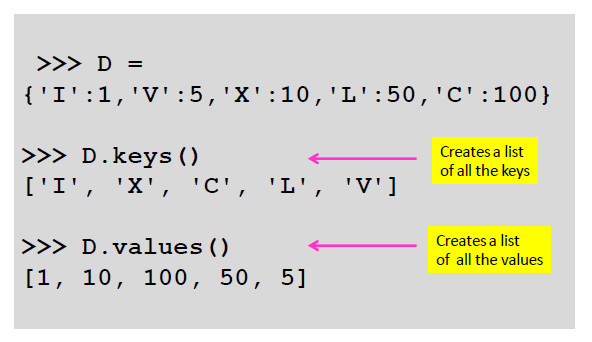 >>> D =
{'I':1,'V':5,'X':10,'L':50,'C':100}
>>> D.keys()
['I', 'X', 'C', 'L', 'V']
Creates a list
of all the keys
>>> D.values()
[1, 10, 100, 50, 5]
Creates a list
of all the values